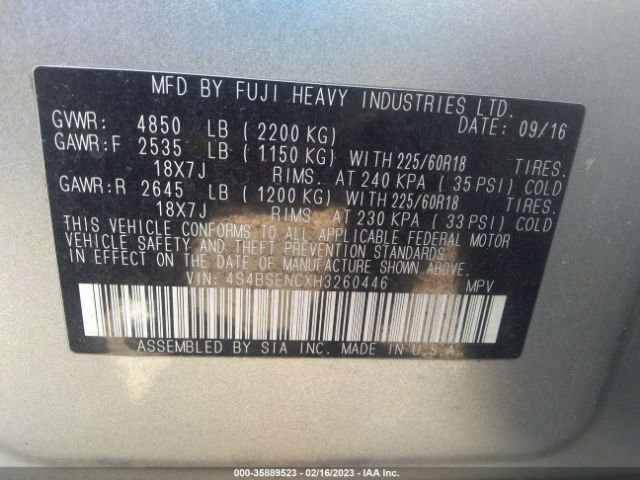 MFD BY FUJI HEAVY INDUSTRIES LTD.
GVWR: 4850 LB (2200 KG) DATE: 09/16
GAWR:F 2535 LB (1150 KG) WITH 225/60R18 TIRES.
18X7J RIMS. AT 240 KPA (35 PSI) COLD
GAWR:R 2645 LB (1200 KG) WITH 225/60R18 TIRES.
18X7J RIMS. AT 230 KPA (33 PSI) COLD
THIS VEHICLE CONFORMS TO ALL APPLICABLE FEDERAL MOTOR
VEHICLE SAFETY AND THEFT PREVENTION STANDARDS IN EFFECT
ON THE DATE OF MANUFACTURE SHOWN ABOVE.
VIN: 4S4BSENCXH3260446 MPV
ASSEMBLED BY SIA INC. MADE IN U.S.A.
000-35889523 - 02/16/2023 - IAA Inc.